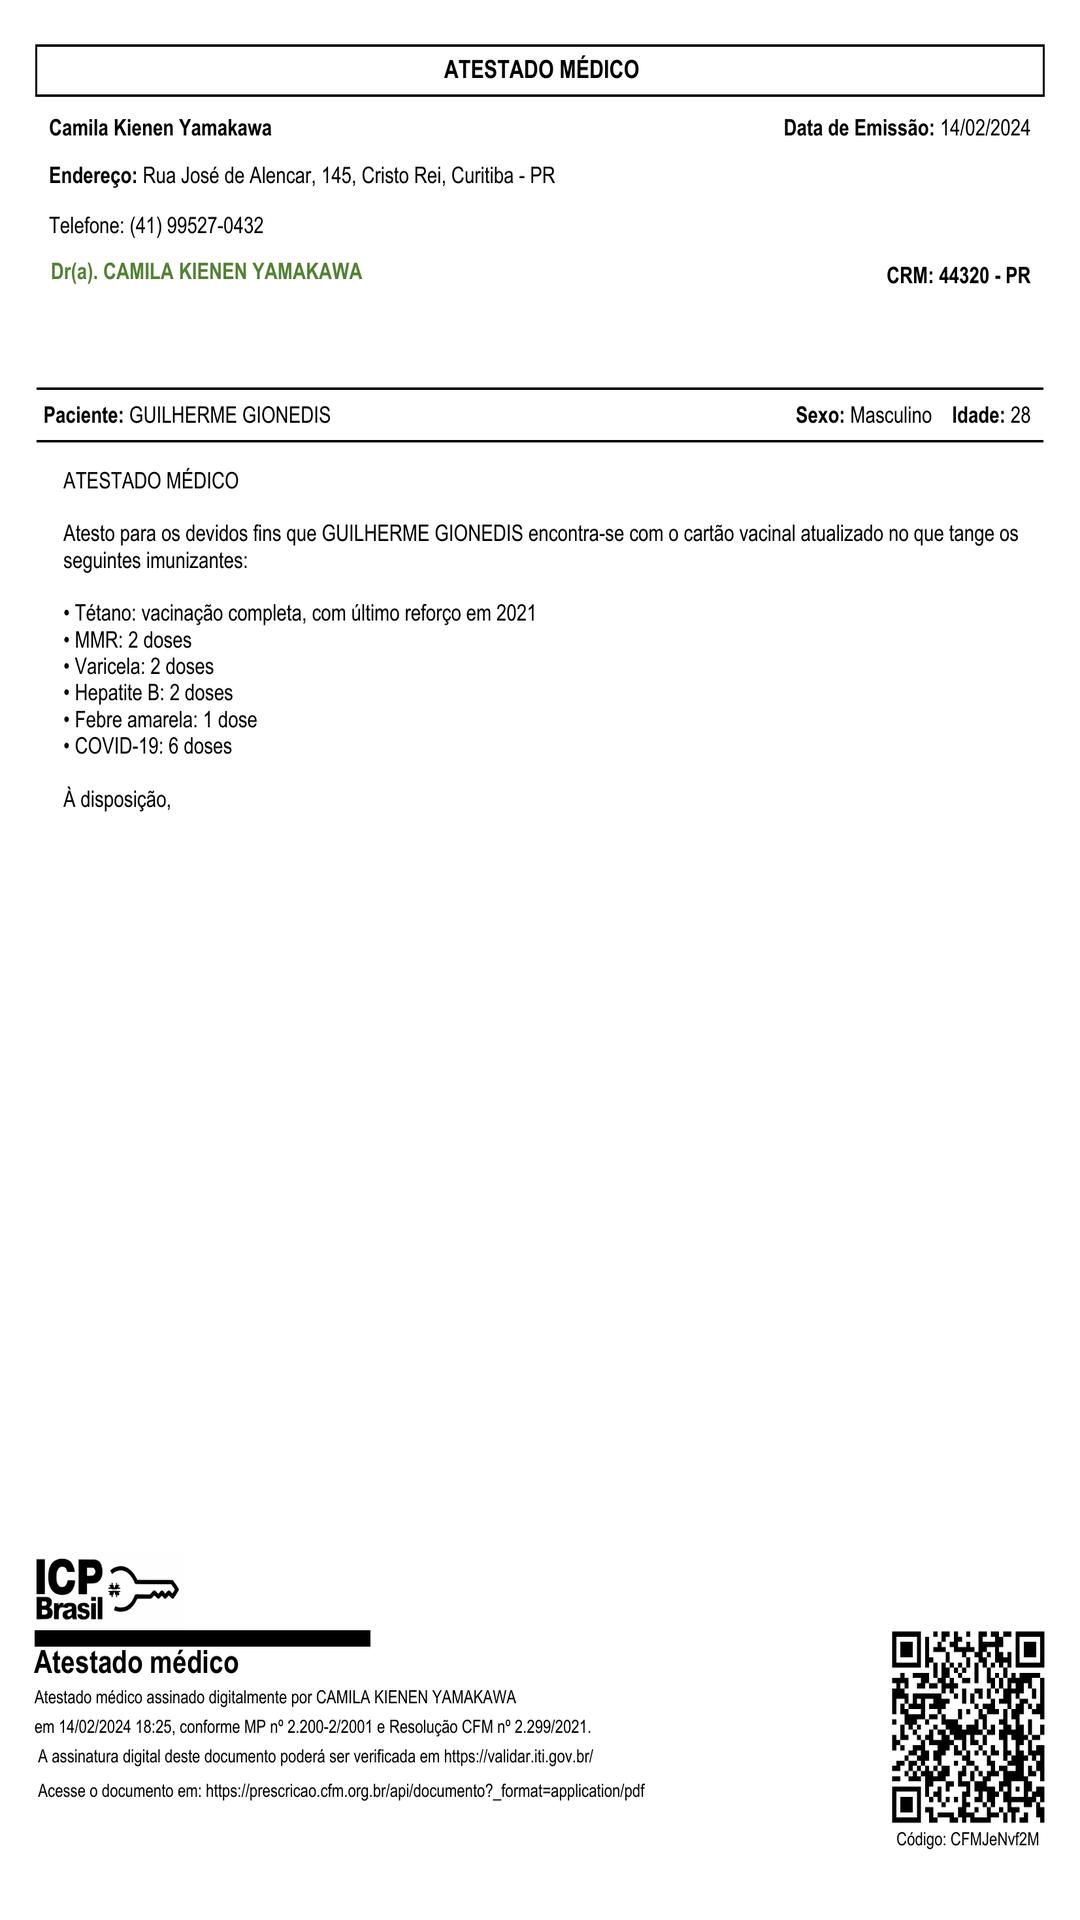 ATESTADO MÉDICO
Camila Kienen Yamakawa
Data de Emissão: 14/02/2024
Endereço: Rua José de Alencar, 145, Cristo Rei, Curitiba - PR
Telefone: (41) 99527-0432
Dr(a). CAMILA KIENEN YAMAKAWA
CRM: 44320 - PR
Paciente: GUILHERME GIONEDIS
Sexo: Masculino Idade: 28
ATESTADO MÉDICO
Atesto para os devidos fins que GUILHERME GIONEDIS encontra-se com o cartão vacinal atualizado no que tange os
seguintes imunizantes:
• Tétano: vacinação completa, com último reforço em 2021
• MMR: 2 doses
• Varicela: 2 doses
• Hepatite B: 2 doses
• Febre amarela: 1 dose
• COVID-19: 6 doses
À disposição,
ICP
Brasil
Atestado médico
Atestado médico assinado digitalmente por CAMILA KIENEN YAMAKAWA
em 14/02/2024 18:25, conforme MP nº 2.200-2/2001 e Resolução CFM nº 2.299/2021.
A assinatura digital deste documento poderá ser verificada em https://validar.iti.gov.br/
Acesse o documento em: https://prescricao.cfm.org.br/api/documento?_format=application/pdf
Código: CFMJeNvf2M